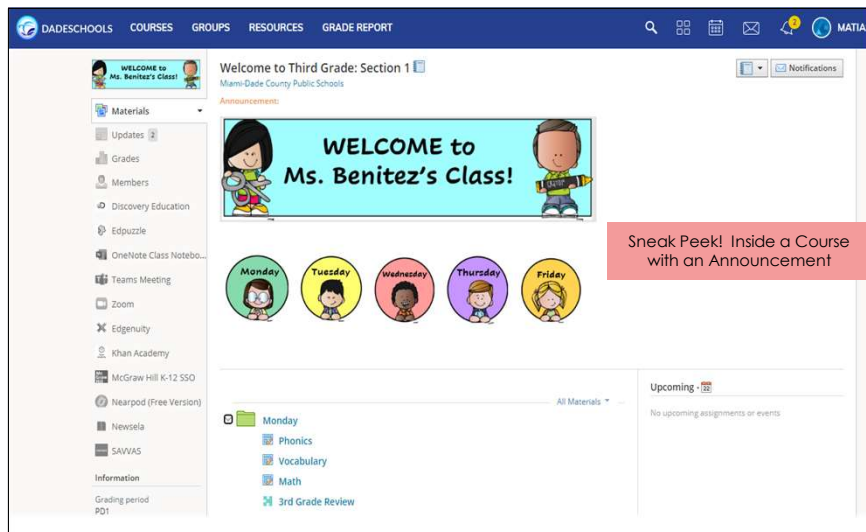 DADESCHOOLS COURSES GROUPS RESOURCES GRADE REPORT 2 MATIA
WELCOME to
Ms. Benitez's Class!
Materials
Updates 2
Grades
Members
Discovery Education
Edpuzzle
OneNote Class Notebo...
Teams Meeting
Zoom
Edgenuity
Khan Academy
McGraw Hill K-12 SSO
Nearpod (Free Version)
Newsela
SAVVAS
Information
Grading period
PD1
Welcome to Third Grade: Section 1
Miami-Dade County Public Schools
Announcement:
Notifications
WELCOME to
Ms. Benitez's Class!
Monday Tuesday Wednesday Thursday Friday
Sneak Peek! Inside a Course
with an Announcement
All Materials
Monday
Phonics
Vocabulary
Math
3rd Grade Review
Upcoming ·
No upcoming assignments or events